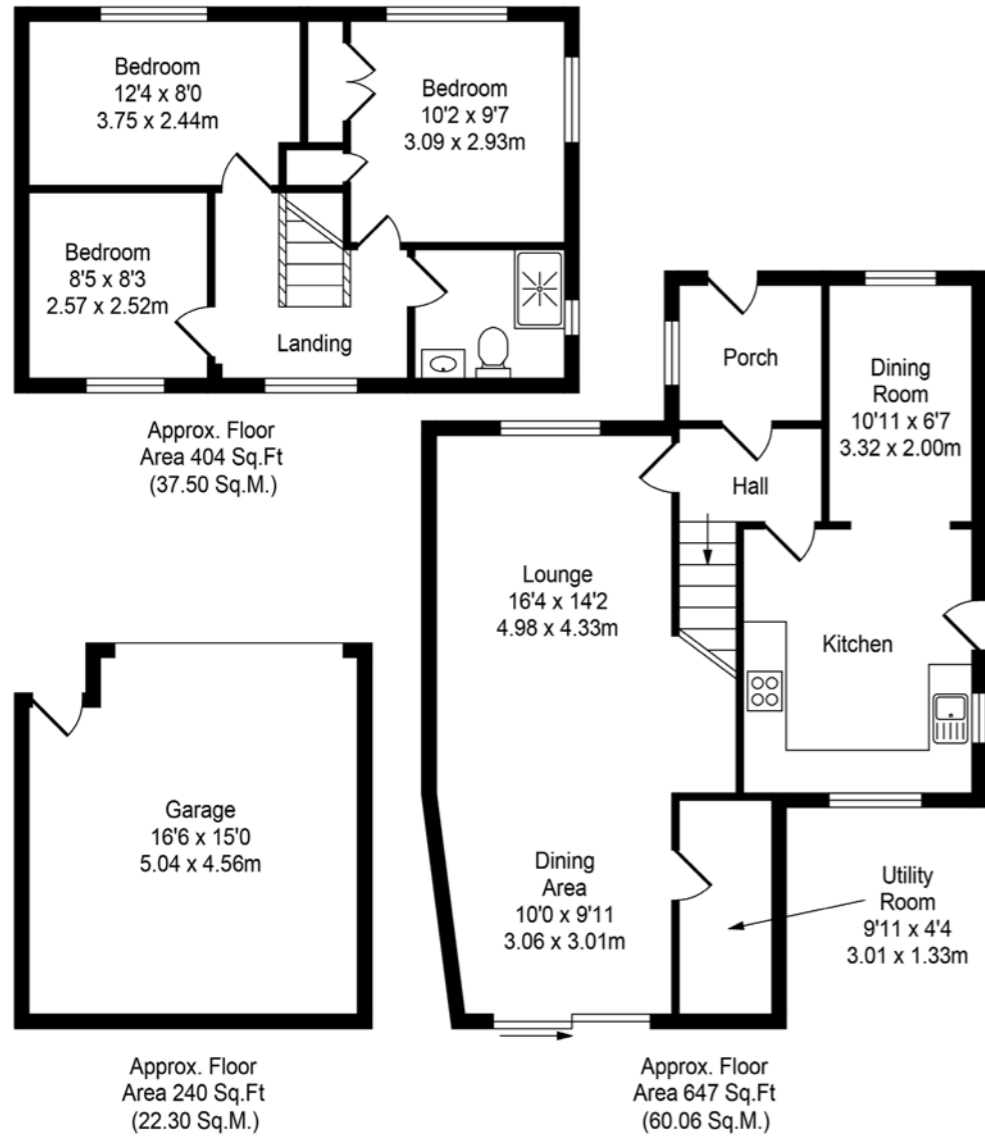 Bedroom
12'4 x 8'0
3.75 x 2.44m
Bedroom
10'2 x 9'7
3.09 x 2.93m
Bedroom
8'5 x 8'3
2.57 x 2.52m
Landing
Approx. Floor
Area 404 Sq.Ft
(37.50 Sq.M.)
Porch
Dining
Room
10'11 x 6'7
3.32 x 2.00m
Hall
Lounge
16'4 x 14'2
4.98 x 4.33m
Kitchen
Garage
16'6 x 15'0
5.04 x 4.56m
Dining
Area
10'0 x 9'11
3.06 x 3.01m
Utility
Room
9'11 x 4'4
3.01 x 1.33m
Approx. Floor
Area 240 Sq.Ft
(22.30 Sq.M.)
Approx. Floor
Area 647 Sq.Ft
(60.06 Sq.M.)